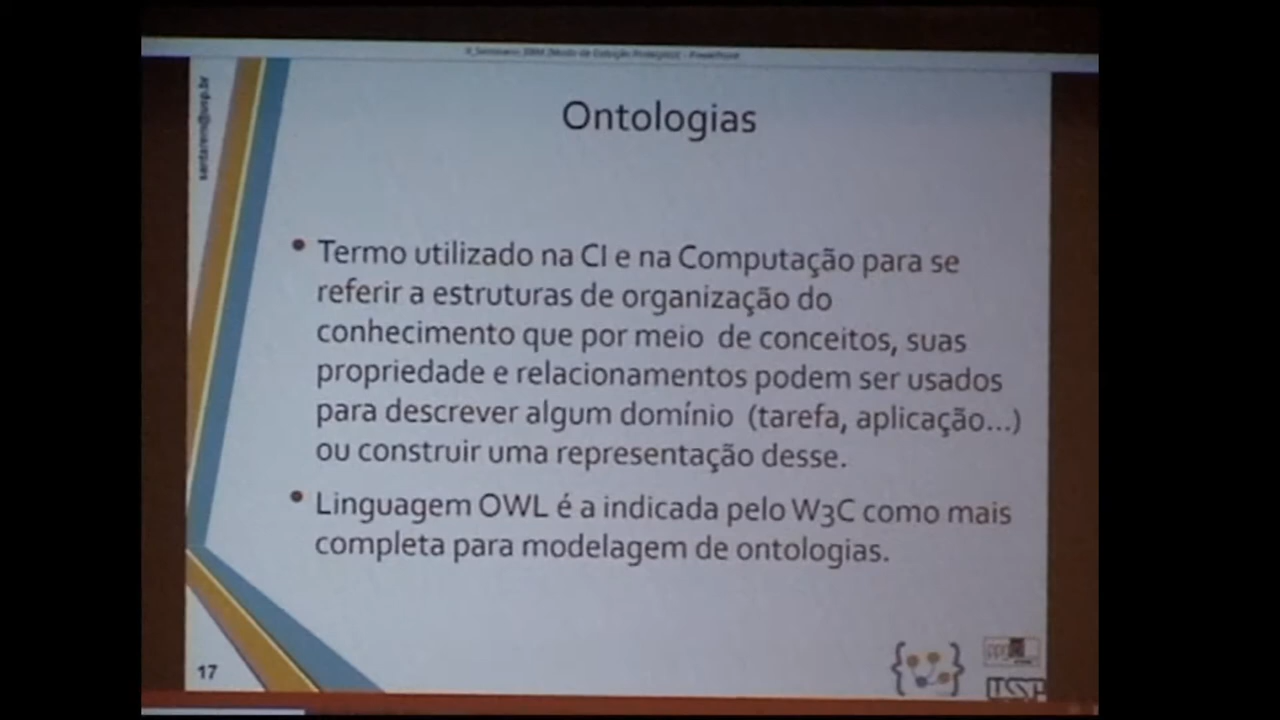 Ontologias
Termo utilizado na CI e na Computação para se
referir a estruturas de organização do
conhecimento que por meio de conceitos, suas
propriedade e relacionamentos podem ser usados
para descrever algum domínio (tarefa, aplicação...)
ou construir uma representação desse.
Linguagem OWL é a indicada pelo W3C como mais
completa para modelagem de ontologias.
17